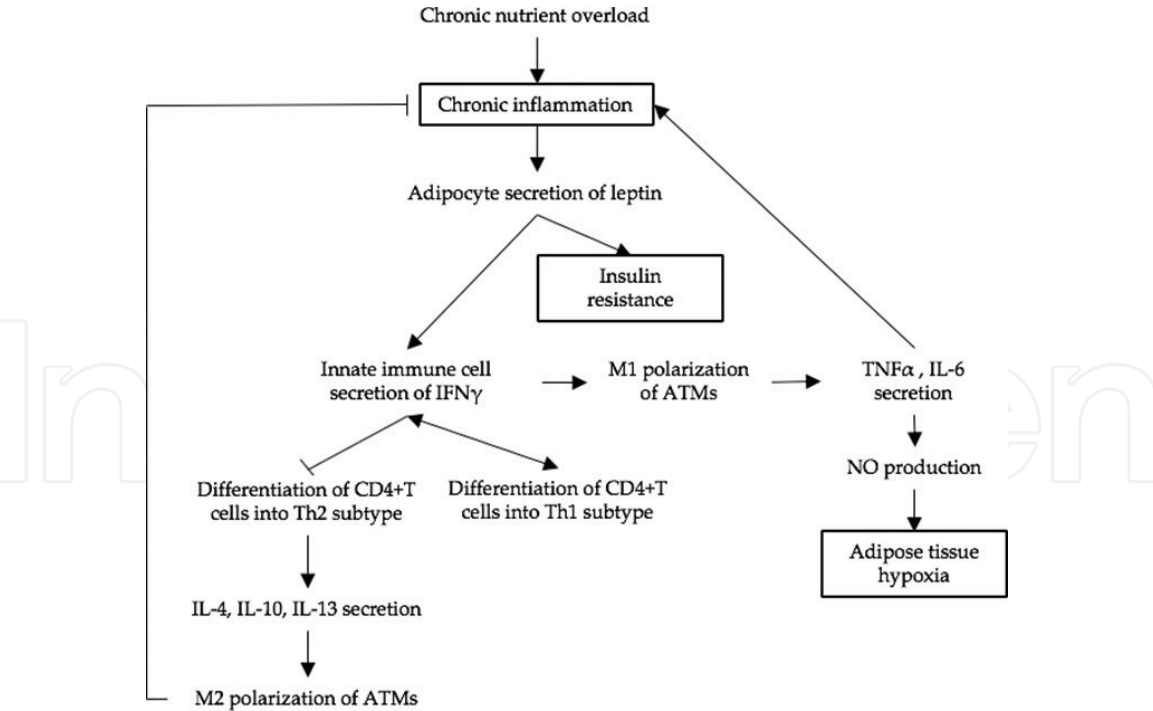 Chronic nutrient overload
Chronic inflammation
Adipocyte secretion of leptin
Insulin
resistance
Innate immune cell
secretion of IFNγ
M1 polarization
of ATMs
TNFα , IL-6
secretion
NO production
Adipose tissue
hypoxia
Differentiation of CD4+T
cells into Th2 subtype
Differentiation of CD4+T
cells into Th1 subtype
IL-4, IL-10, IL-13 secretion
M2 polarization of ATMs